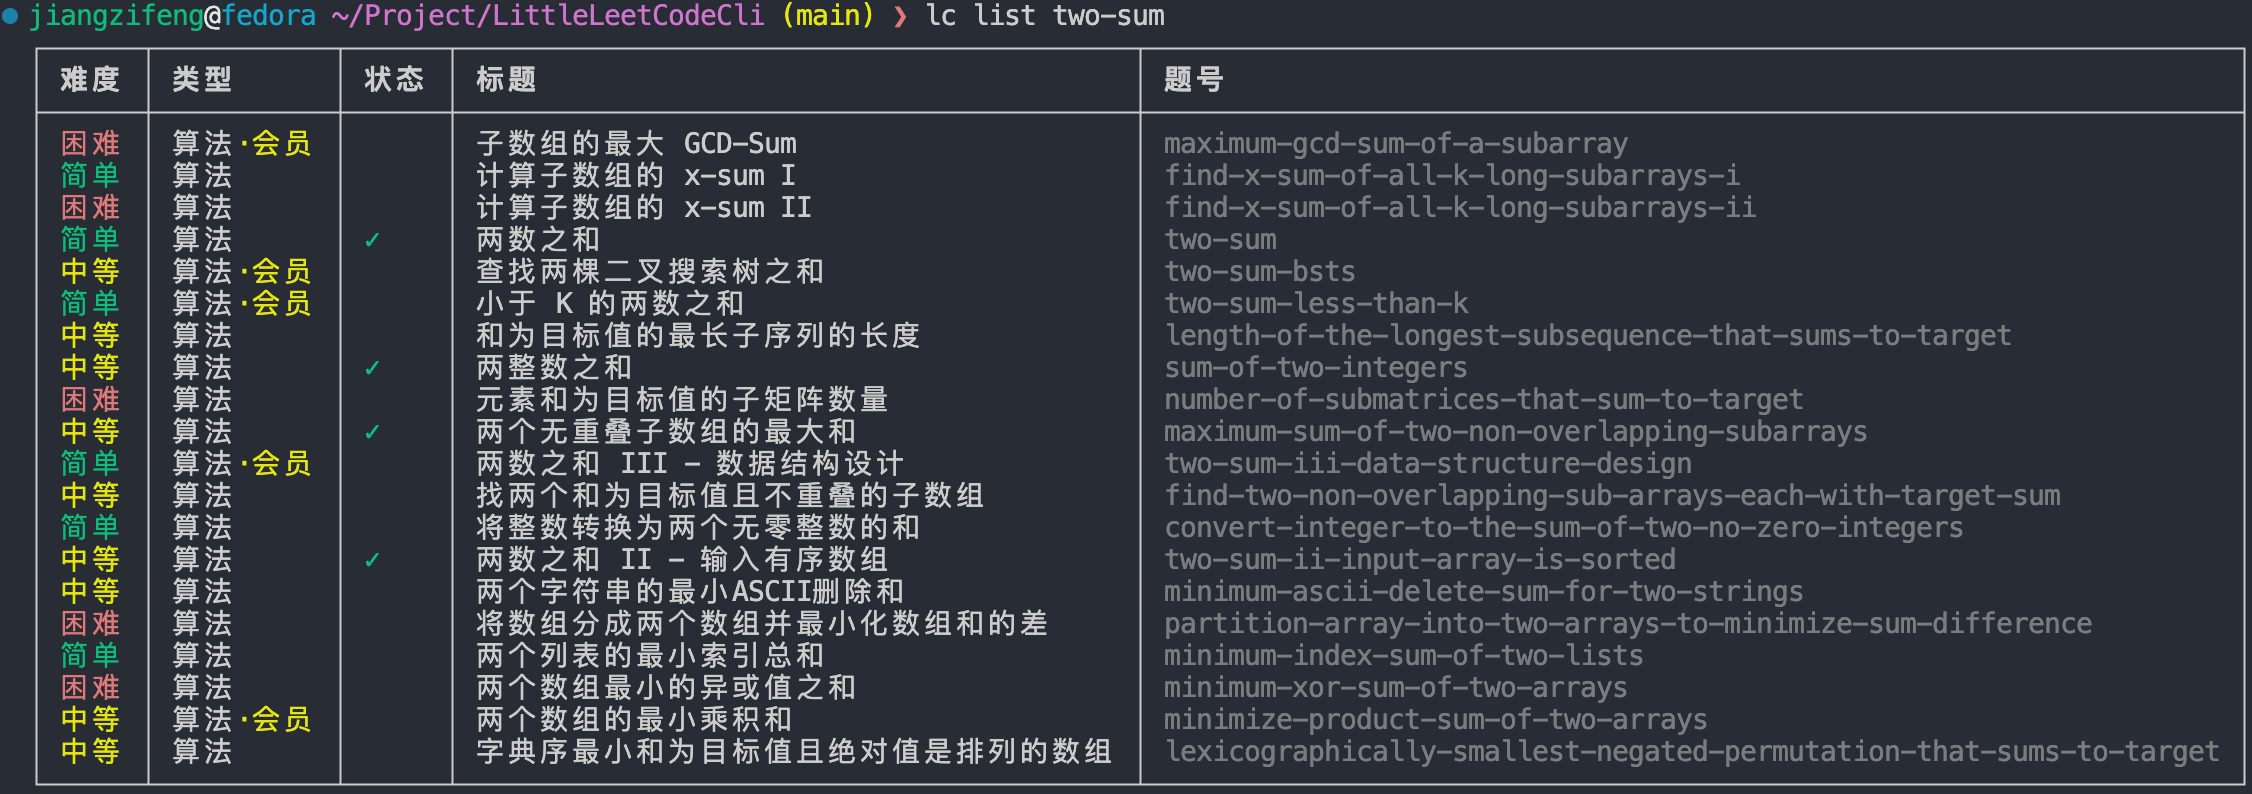 jiangzifeng@fedora ~/Project/LittleLeetCodeCli (main) ❯ lc list two-sum
难度 类型 状态 标题 题号
困难 算法·会员 子数组的最大 GCD-Sum maximum-gcd-sum-of-a-subarray
简单 算法 计算子数组的 x-sum I find-x-sum-of-all-k-long-subarrays-i
困难 算法 计算子数组的 x-sum II find-x-sum-of-all-k-long-subarrays-ii
简单 算法 ✓ 两数之和 two-sum
中等 算法·会员 查找两棵二叉搜索树之和 two-sum-bsts
简单 算法·会员 小于 K 的两数之和 two-sum-less-than-k
中等 算法 和为目标值的最长子序列的长度 length-of-the-longest-subsequence-that-sums-to-target
中等 算法 ✓ 两整数之和 sum-of-two-integers
困难 算法 元素和为目标值的子矩阵数量 number-of-submatrices-that-sum-to-target
中等 算法 ✓ 两个无重叠子数组的最大和 maximum-sum-of-two-non-overlapping-subarrays
简单 算法·会员 两数之和 III - 数据结构设计 two-sum-iii-data-structure-design
中等 算法 找两个和为目标值且不重叠的子数组 find-two-non-overlapping-sub-arrays-each-with-target-sum
简单 算法 将整数转换为两个无零整数的和 convert-integer-to-the-sum-of-two-no-zero-integers
中等 算法 ✓ 两数之和 II - 输入有序数组 two-sum-ii-input-array-is-sorted
中等 算法 两个字符串的最小ASCII删除和 minimum-ascii-delete-sum-for-two-strings
困难 算法 将数组分成两个数组并最小化数组和的差 partition-array-into-two-arrays-to-minimize-sum-difference
简单 算法 两个列表的最小索引总和 minimum-index-sum-of-two-lists
困难 算法 两个数组最小的异或值之和 minimum-xor-sum-of-two-arrays
中等 算法·会员 两个数组的最小乘积和 minimize-product-sum-of-two-arrays
中等 算法 字典序最小和为目标值且绝对值是排列的数组 lexicographically-smallest-negated-permutation-that-sums-to-target